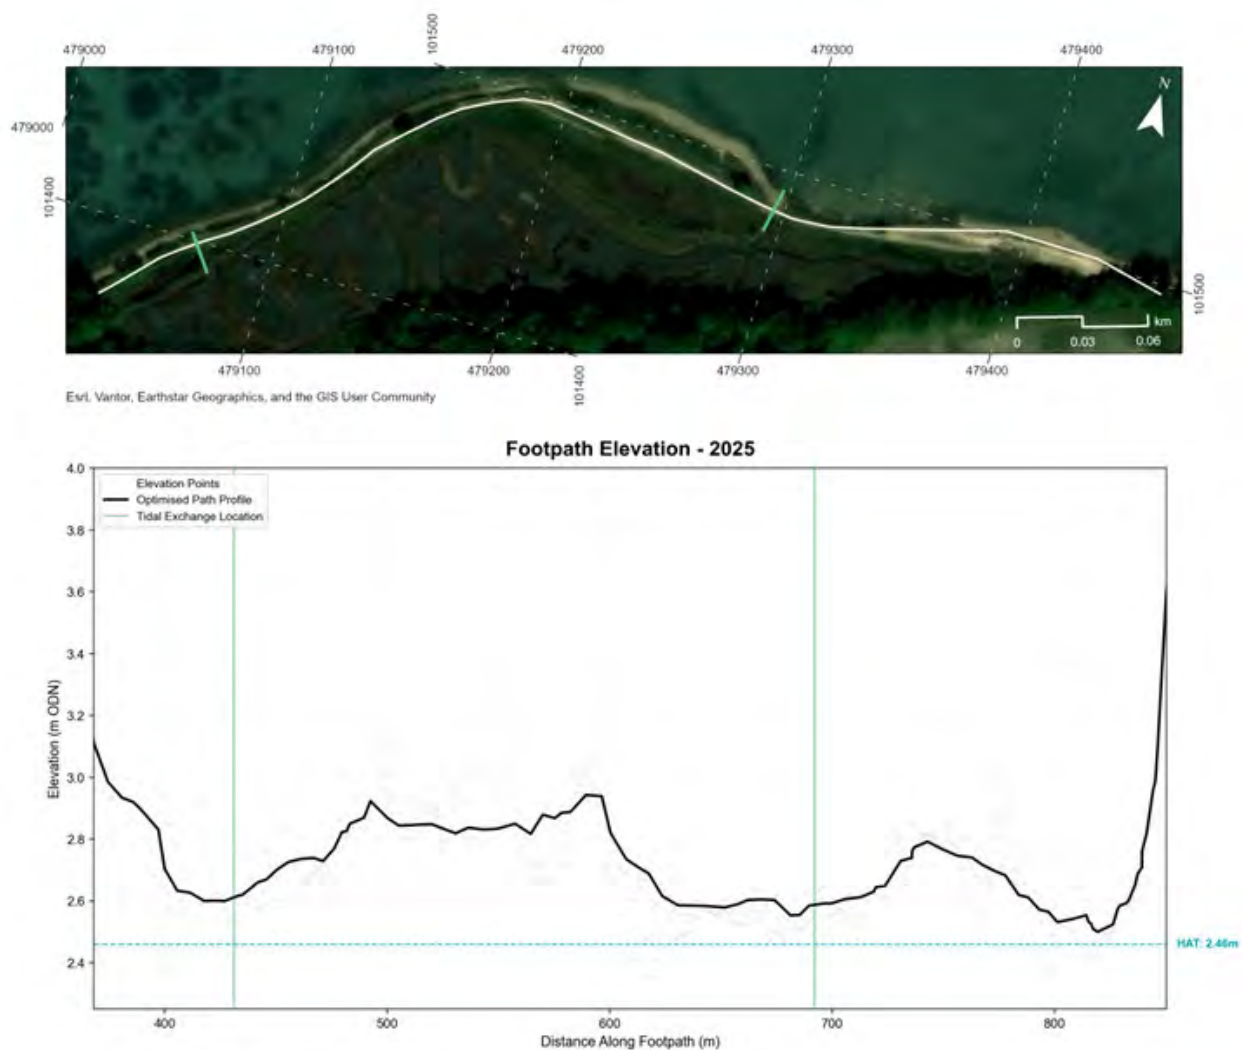 479000 479100 101500 479200 479300 479400
N
479000
101400
101500
km
0 0.03 0.06
479100 479200 101400 479300 479400
Esri, Vantor, Earthstar Geographics, and the GIS User Community
Footpath Elevation - 2025
Elevation Points
Optimised Path Profile
Tidal Exchange Location
4.0
3.8
3.6
3.4
3.2
3.0
2.8
2.6
2.4
Elevation (m ODN)
HAT: 2.46m
400 500 600 700 800
Distance Along Footpath (m)